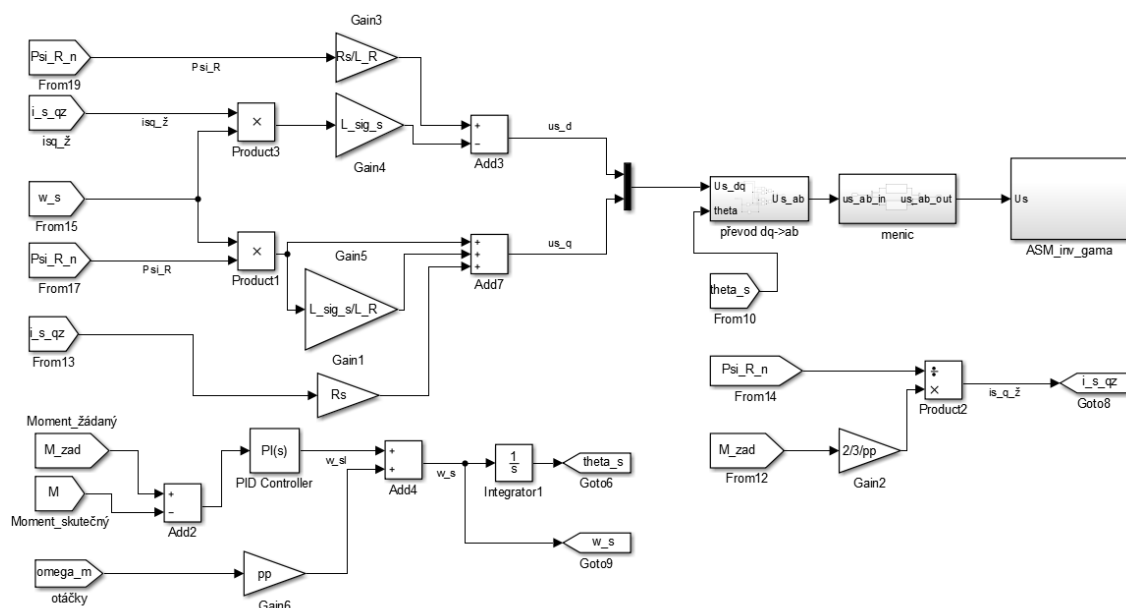 Gain3
Psi_R_n
Rs/L_R
Psi_R
From19
i_s_qz
isq_ž
isq_ž
×
Product3
L_sig_s
Gain4
+
−
Add3
us_d
w_s
From15
Psi_R_n
Psi_R
From17
×
Product1
Gain5
L_sig_s/L_R
Gain1
+
+
+
Add7
us_q
i_s_qz
From13
Rs
Us_dq
theta
Us_ab
převod dq->ab
us_ab_in
us_ab_out
menic
Us
ASM_inv_gama
theta_s
From10
Psi_R_n
From14
÷
×
Product2
is_q_ž
i_s_qz
Goto8
M_zad
From12
2/3/pp
Gain2
Moment_žádaný
M_zad
M
Moment_skutečný
+
−
Add2
PI(s)
PID Controller
w_sl
+
+
Add4
w_s
1
s
Integrator1
theta_s
Goto6
w_s
Goto9
omega_m
otáčky
pp
Gain6